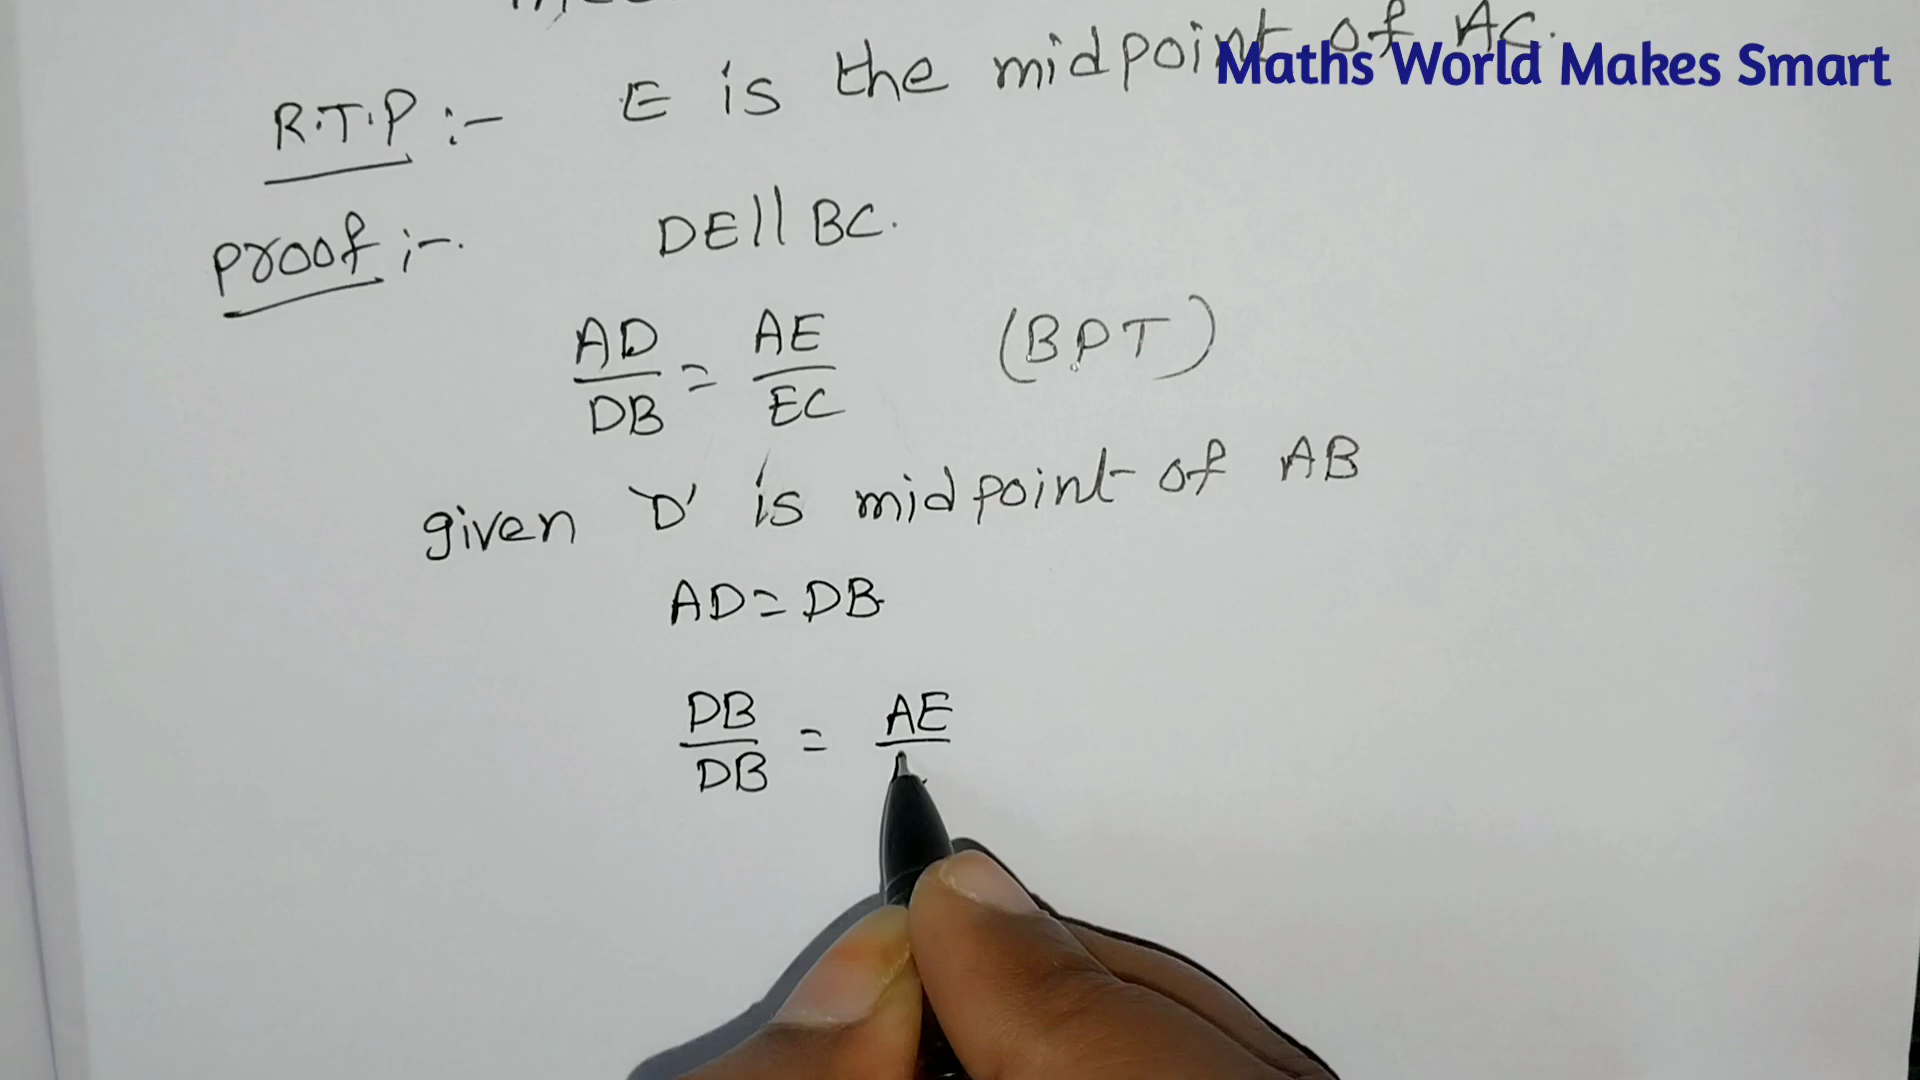 E is the midpoint of AC.
Maths World Makes Smart
R.T.P :-
proof :-. DE || BC.
AD/DB = AE/EC (BPT)
given 'D' is midpoint of AB
AD = DB
DB/DB = AE/